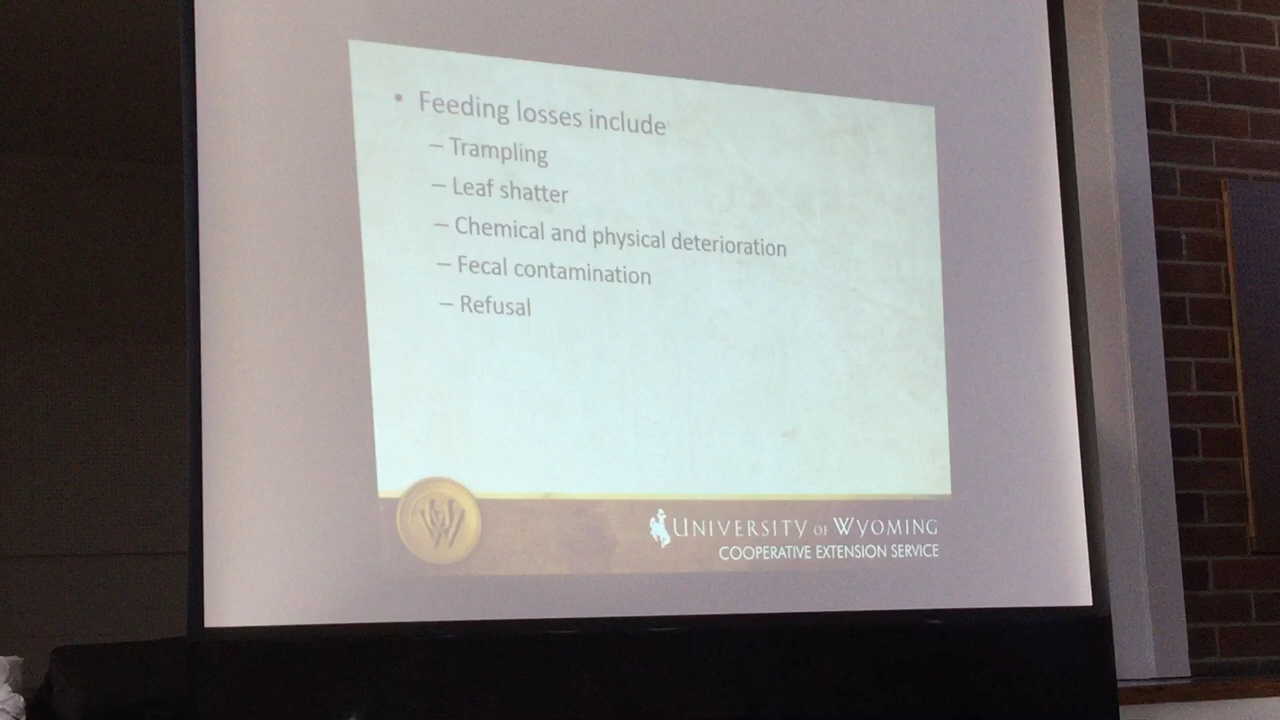 • Feeding losses include
– Trampling
– Leaf shatter
– Chemical and physical deterioration
– Fecal contamination
– Refusal
UW
UNIVERSITY OF WYOMING
COOPERATIVE EXTENSION SERVICE